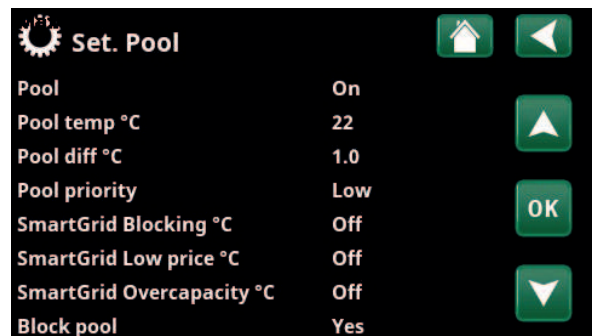 Set. Pool
Pool On
Pool temp °C 22
Pool diff °C 1.0
Pool priority Low
OK
SmartGrid Blocking °C Off
SmartGrid Low price °C Off
SmartGrid Overcapacity °C Off
Block pool Yes